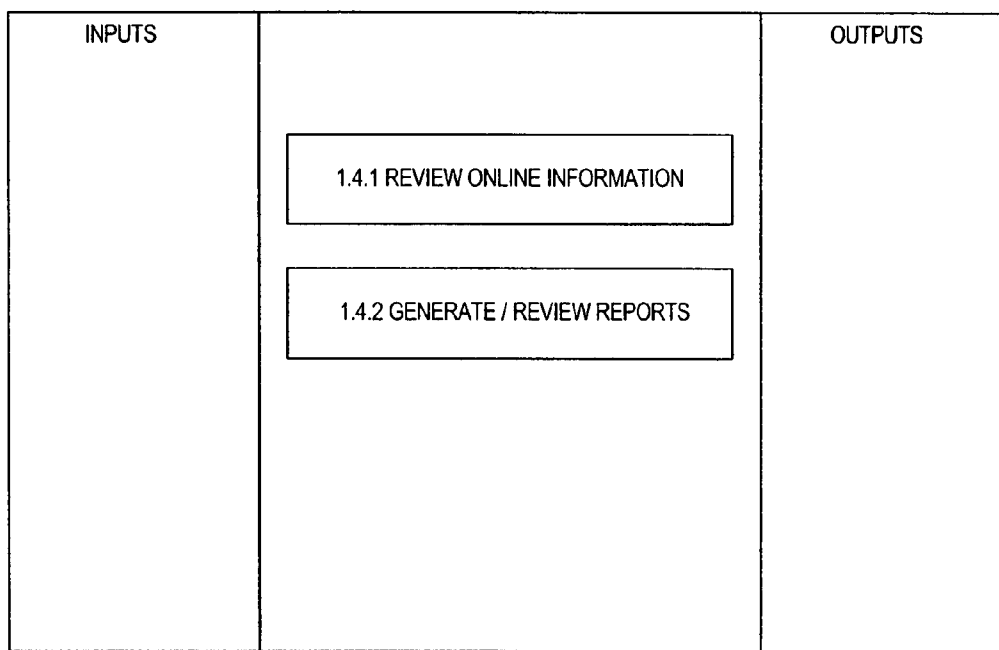 INPUTS
OUTPUTS
1.4.1 REVIEW ONLINE INFORMATION
1.4.2 GENERATE / REVIEW REPORTS